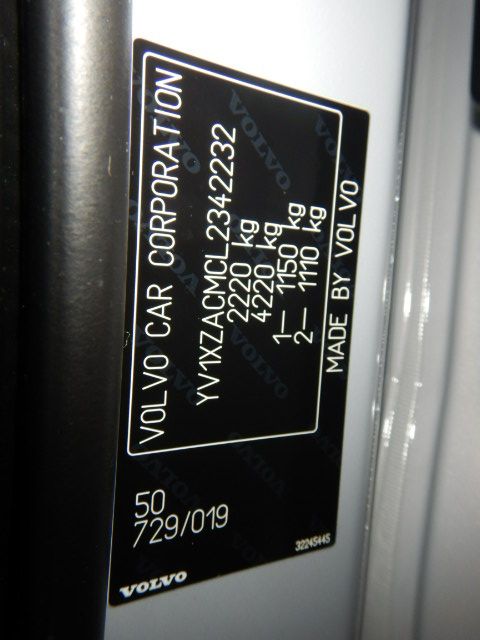 VOLVO CAR CORPORATION
YV1XZACMCL2342232
2220 kg
4220 kg
1— 1150 kg
2— 1110 kg
MADE BY VOLVO
50
729/019
32245445
VOLVO